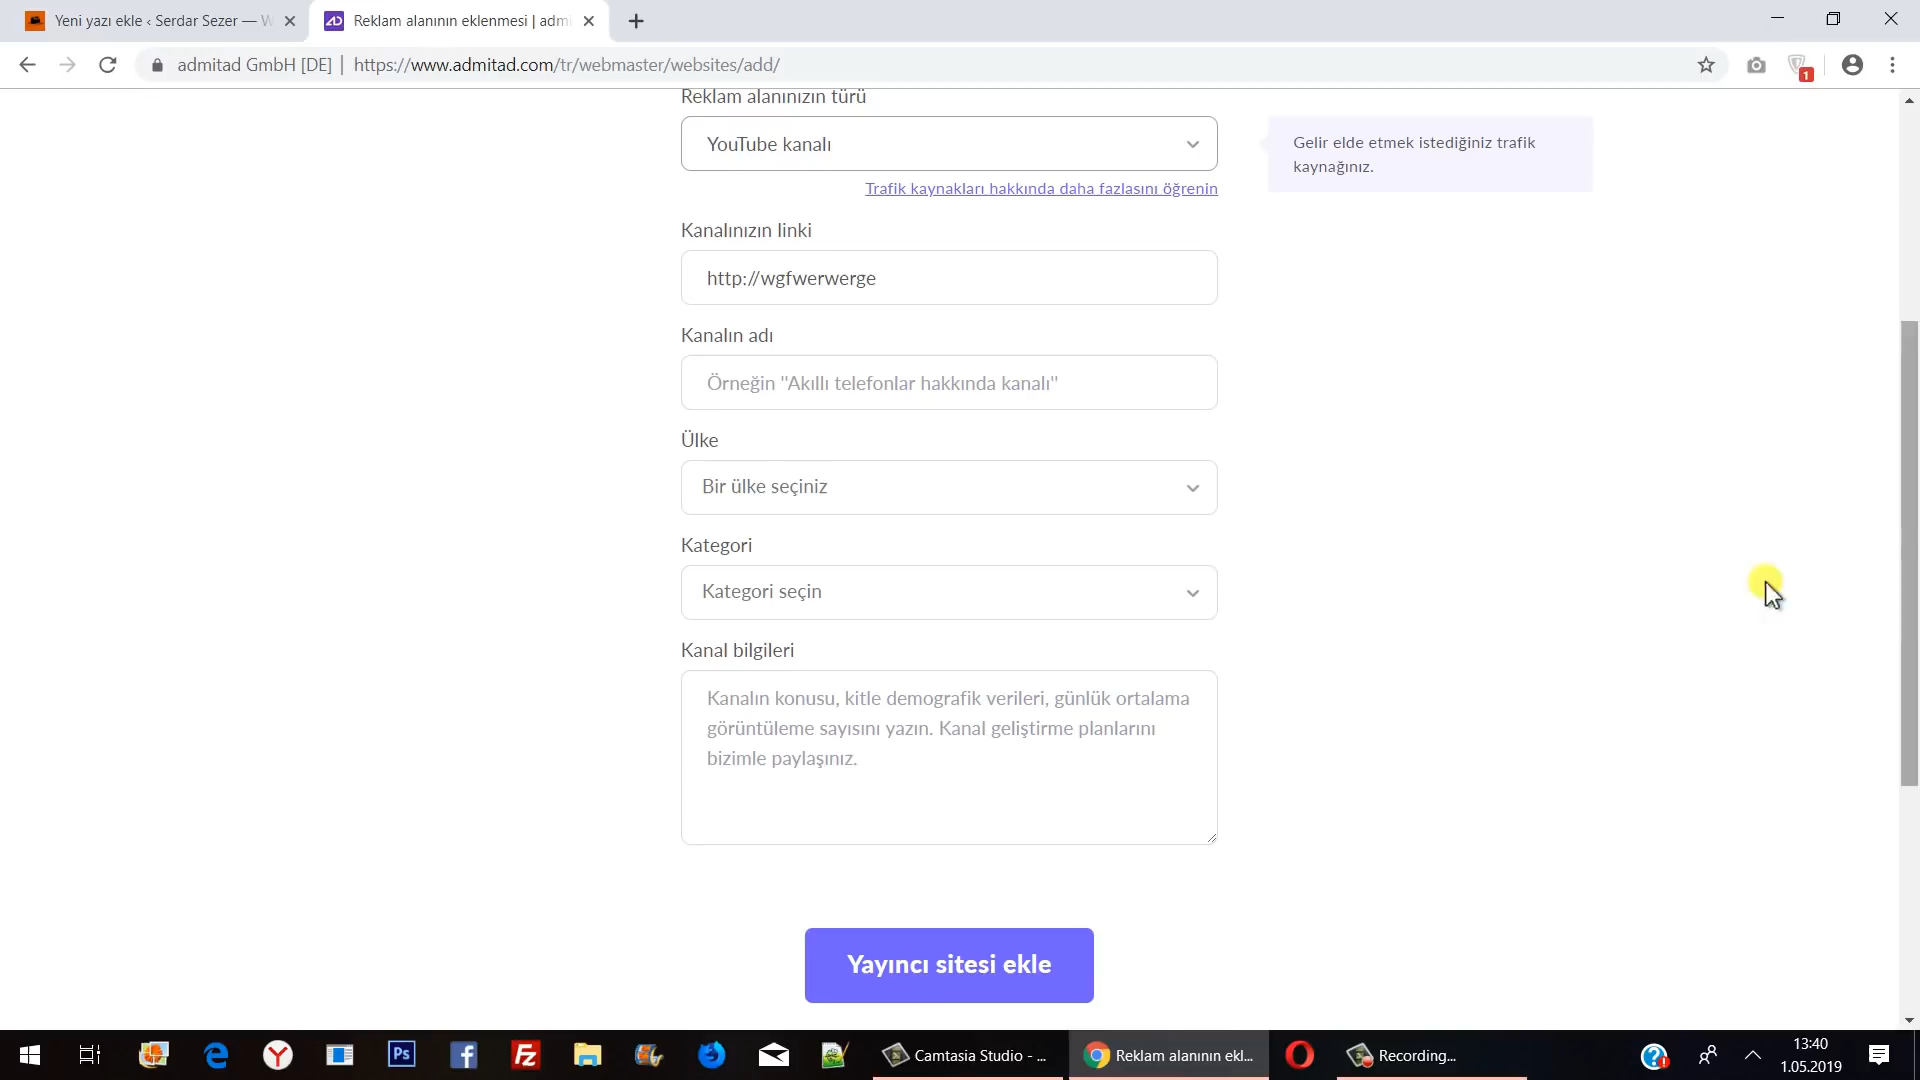 Yeni yazı ekle ‹ Serdar Sezer — W
Reklam alanının eklenmesi | adm
admitad GmbH [DE] | https://www.admitad.com/tr/webmaster/websites/add/
1
Reklam alanınızın türü
YouTube kanalı
Gelir elde etmek istediğiniz trafik
kaynağınız.
Trafik kaynakları hakkında daha fazlasını öğrenin
Kanalınızın linki
http://wgfwerwerge
Kanalın adı
Örneğin "Akıllı telefonlar hakkında kanalı"
Ülke
Bir ülke seçiniz
Kategori
Kategori seçin
Kanal bilgileri
Kanalın konusu, kitle demografik verileri, günlük ortalama
görüntüleme sayısını yazın. Kanal geliştirme planlarını
bizimle paylaşınız.
Yayıncı sitesi ekle
Ps
Camtasia Studio - ...
Reklam alanının ekl...
Recording...
13:40
1.05.2019